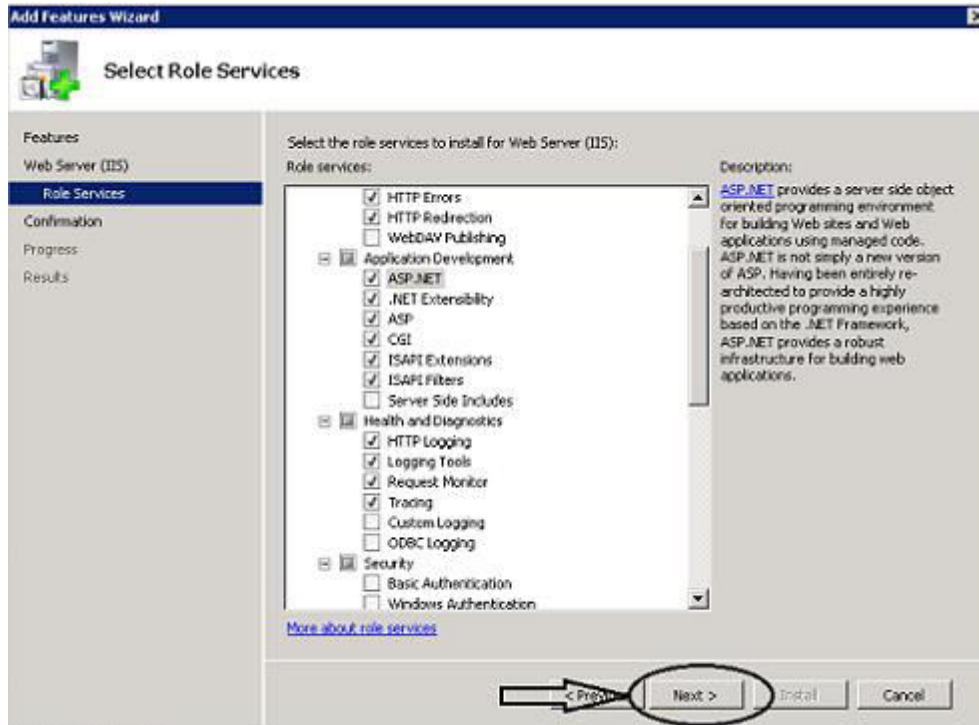 Add Features Wizard
Select Role Services
Features
Web Server (IIS)
Role Services
Confirmation
Progress
Results
Select the role services to install for Web Server (IIS):
Role services:
HTTP Errors
HTTP Redirection
WebDAV Publishing
Application Development
ASP.NET
.NET Extensibility
ASP
CGI
ISAPI Extensions
ISAPI Filters
Server Side Includes
Health and Diagnostics
HTTP Logging
Logging Tools
Request Monitor
Tracing
Custom Logging
ODBC Logging
Security
Basic Authentication
Windows Authentication
More about role services
Description:
ASP.NET provides a server side object
oriented programming environment
for building Web sites and Web
applications using managed code.
ASP.NET is not simply a new version
of ASP. Having been entirely re-
architected to provide a highly
productive programming experience
based on the .NET Framework,
ASP.NET provides a robust
infrastructure for building web
applications.
Next >
Install
Cancel